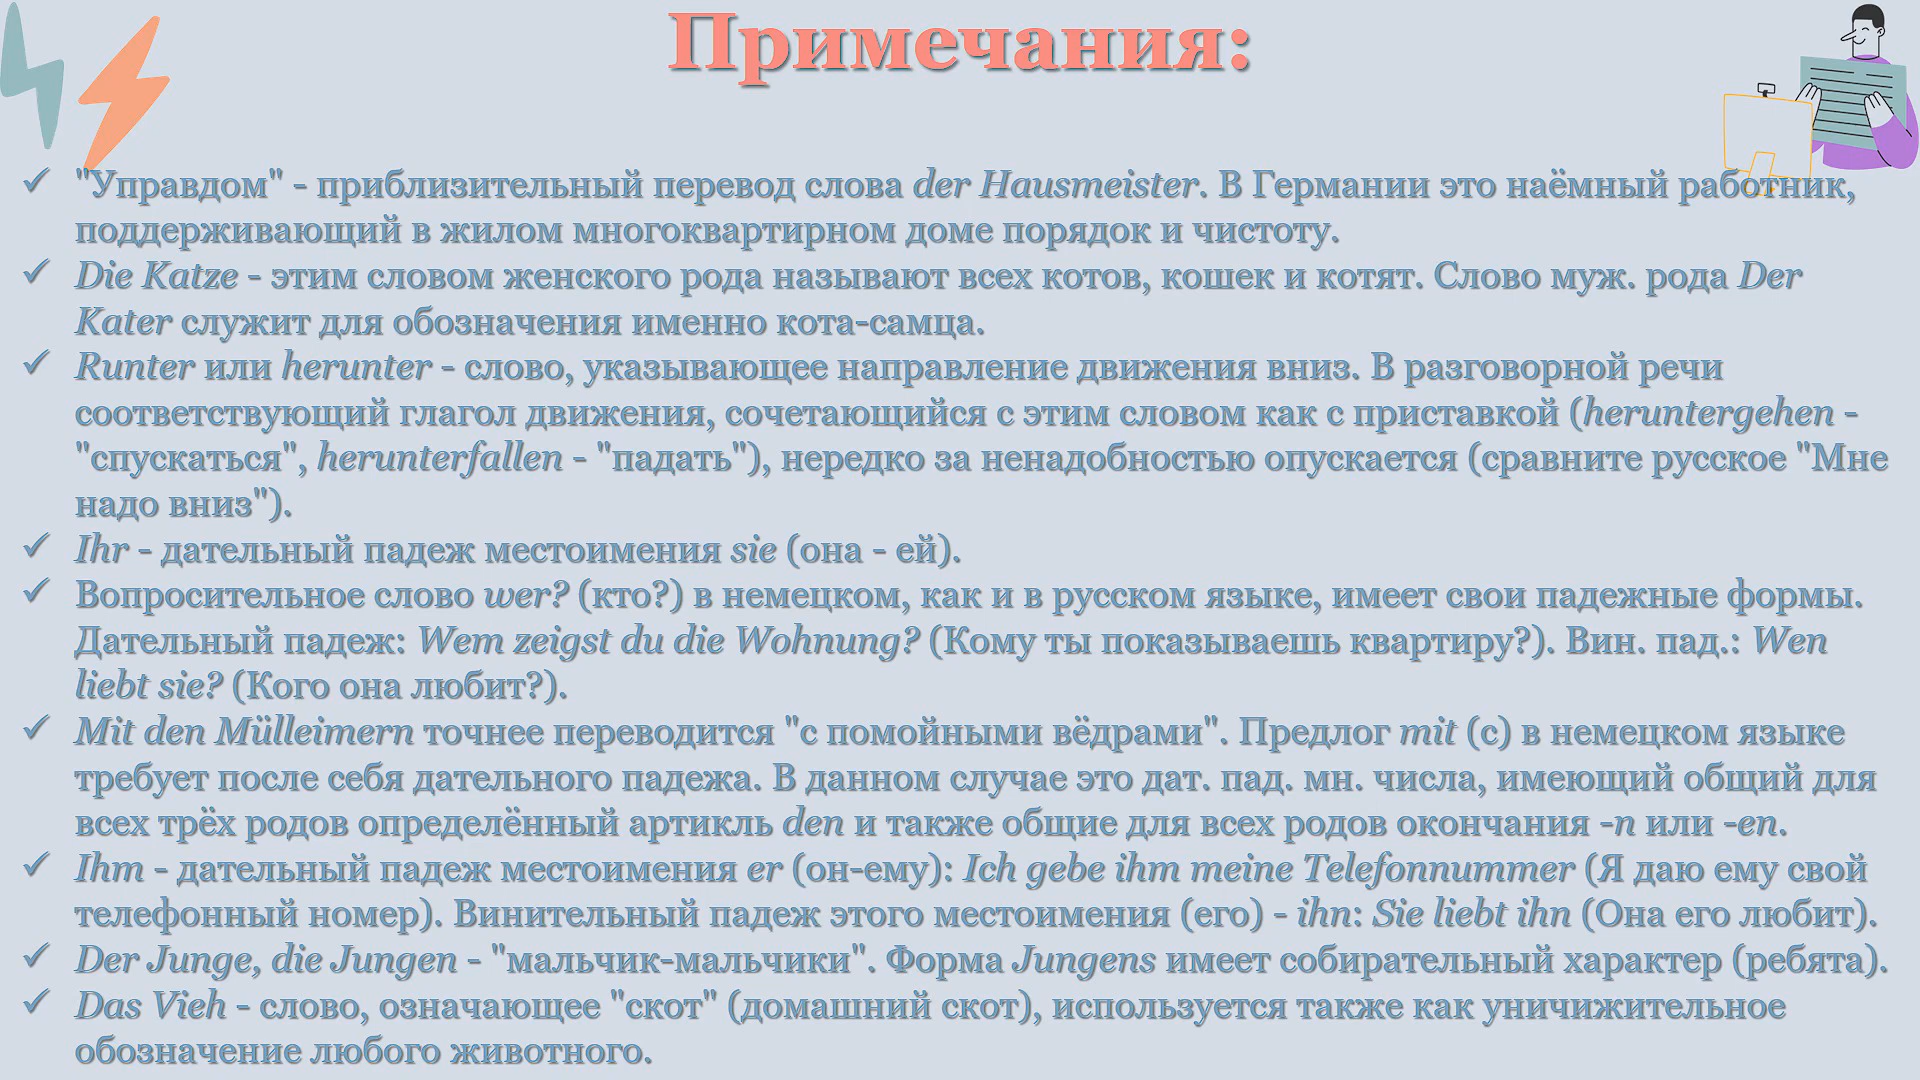 Примечания:
"Управдом" - приблизительный перевод слова der Hausmeister. В Германии это наёмный работник,
поддерживающий в жилом многоквартирном доме порядок и чистоту.
Die Katze - этим словом женского рода называют всех котов, кошек и котят. Слово муж. рода Der
Kater служит для обозначения именно кота-самца.
Runter или herunter - слово, указывающее направление движения вниз. В разговорной речи
соответствующий глагол движения, сочетающийся с этим словом как с приставкой (heruntergehen -
"спускаться", herunterfallen - "падать"), нередко за ненадобностью опускается (сравните русское "Мне
надо вниз").
Ihr - дательный падеж местоимения sie (она - ей).
Вопросительное слово wer? (кто?) в немецком, как и в русском языке, имеет свои падежные формы.
Дательный падеж: Wem zeigst du die Wohnung? (Кому ты показываешь квартиру?). Вин. пад.: Wen
liebt sie? (Кого она любит?).
Mit den Mülleimern точнее переводится "с помойными вёдрами". Предлог mit (с) в немецком языке
требует после себя дательного падежа. В данном случае это дат. пад. мн. числа, имеющий общий для
всех трёх родов определённый артикль den и также общие для всех родов окончания -n или -en.
Ihm - дательный падеж местоимения er (он-ему): Ich gebe ihm meine Telefonnummer (Я даю ему свой
телефонный номер). Винительный падеж этого местоимения (его) - ihn: Sie liebt ihn (Она его любит).
Der Junge, die Jungen - "мальчик-мальчики". Форма Jungens имеет собирательный характер (ребята).
Das Vieh - слово, означающее "скот" (домашний скот), используется также как уничижительное
обозначение любого животного.